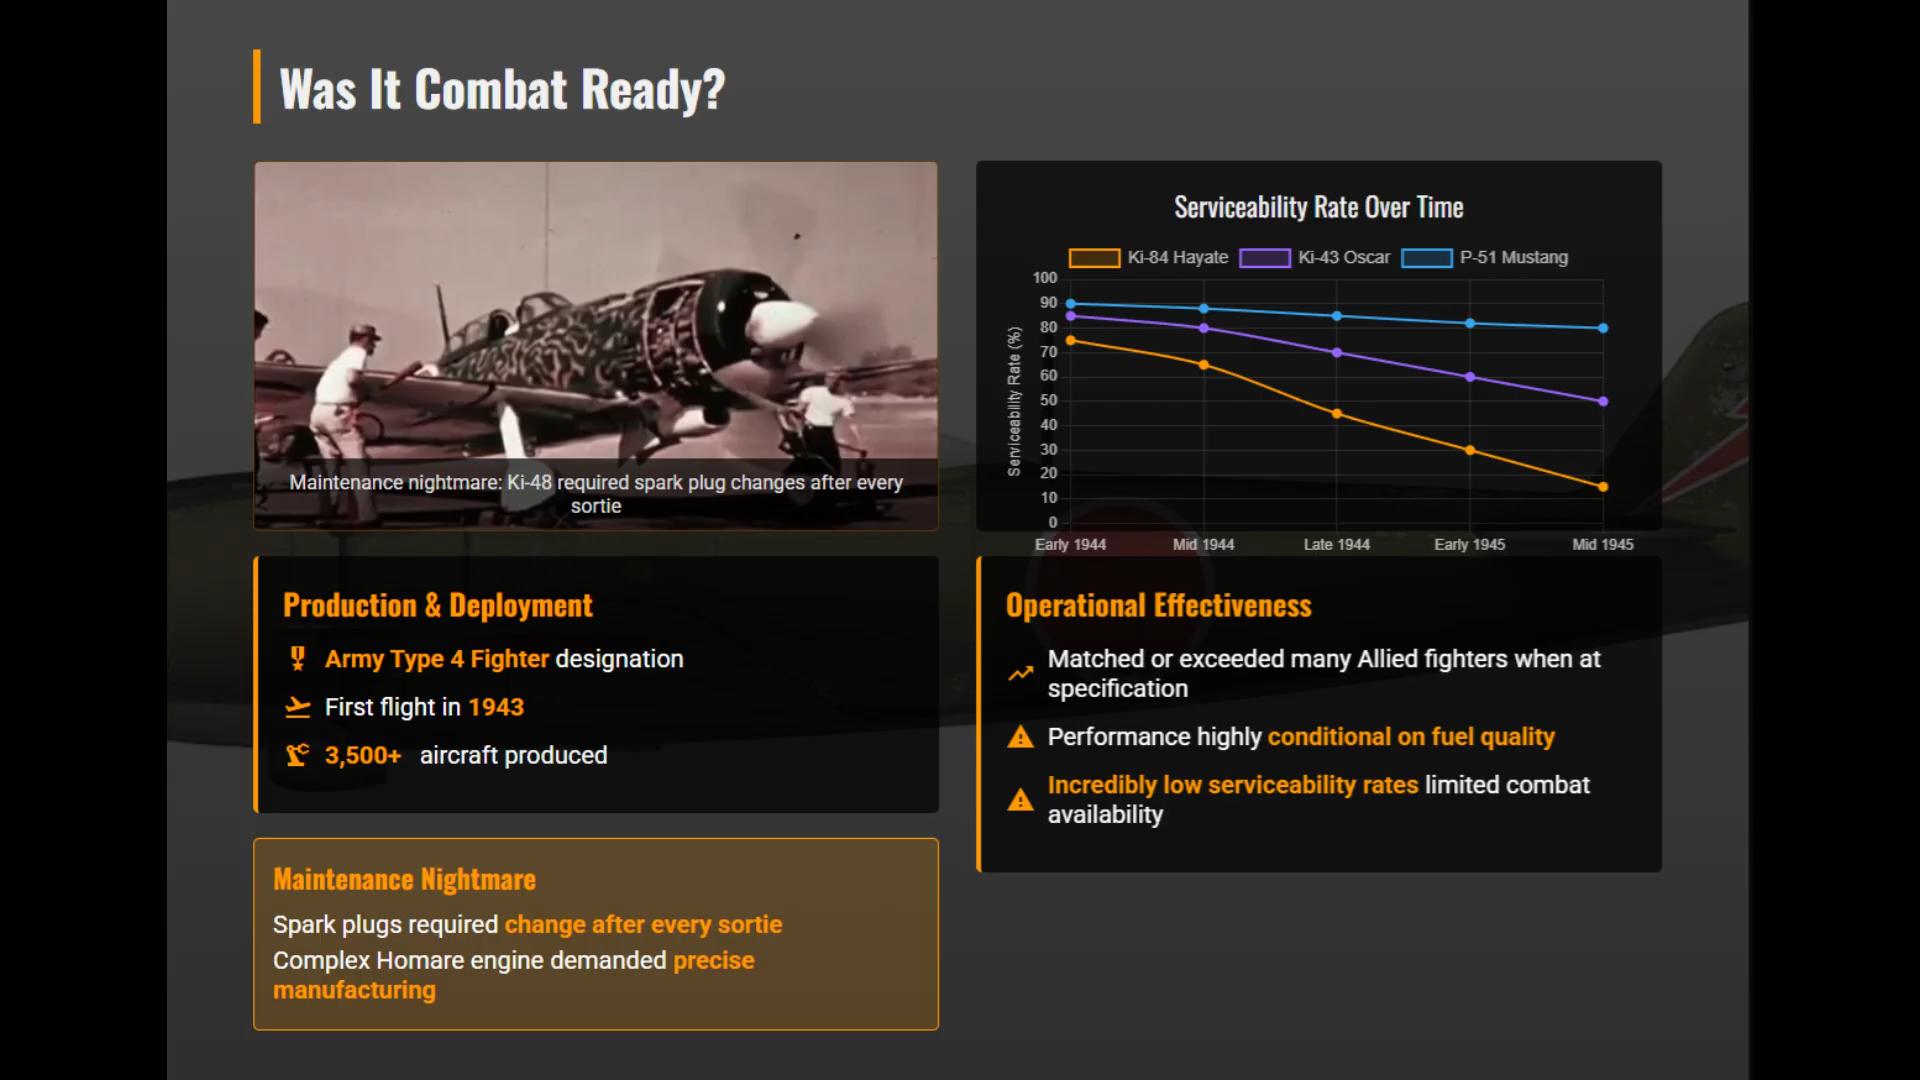 Was It Combat Ready?
Maintenance nightmare: Ki-48 required spark plug changes after every
sortie
Serviceability Rate Over Time
Ki-84 Hayate
Ki-43 Oscar
P-51 Mustang
Serviceability Rate (%)
100
90
80
70
60
50
40
30
20
10
0
Early 1944
Mid 1944
Late 1944
Early 1945
Mid 1945
Production & Deployment
Army Type 4 Fighter designation
First flight in 1943
3,500+ aircraft produced
Operational Effectiveness
Matched or exceeded many Allied fighters when at
specification
Performance highly conditional on fuel quality
Incredibly low serviceability rates limited combat
availability
Maintenance Nightmare
Spark plugs required change after every sortie
Complex Homare engine demanded precise
manufacturing